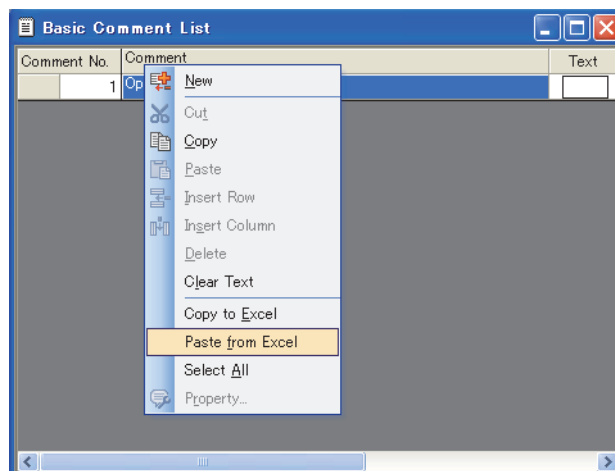 Basic Comment List
Comment No. Comment Text
1 Op
New
Cut
Copy
Paste
Insert Row
Insert Column
Delete
Clear Text
Copy to Excel
Paste from Excel
Select All
Property...